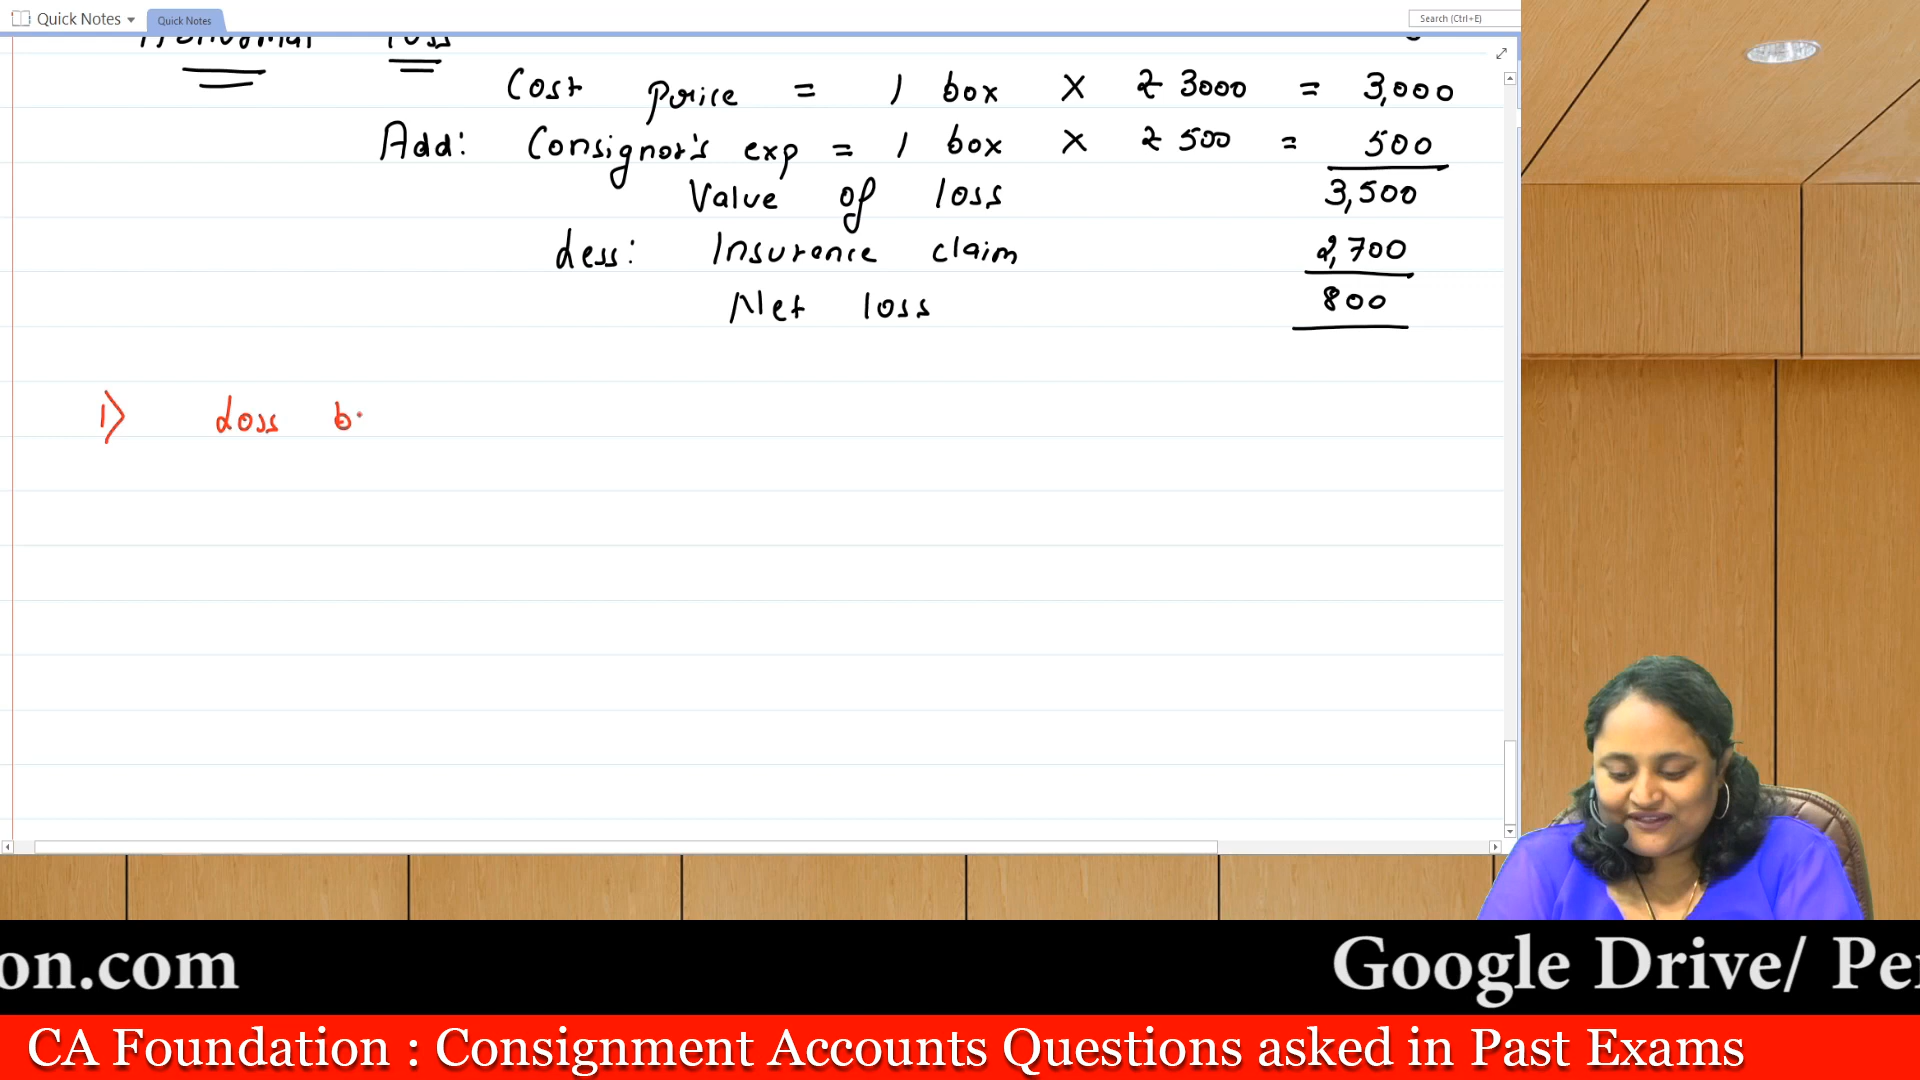 Quick Notes
Quick Notes
Search (Ctrl+E)
loss
Cost price = 1 box X ₹ 3000 = 3,000
Add: Consignor's exp = 1 box X ₹ 500 = 500
Value of loss 3,500
Less: Insurance claim 2,700
Net loss 800
1) Loss b
on.com
Google Drive/ Pe
CA Foundation : Consignment Accounts Questions asked in Past Exams